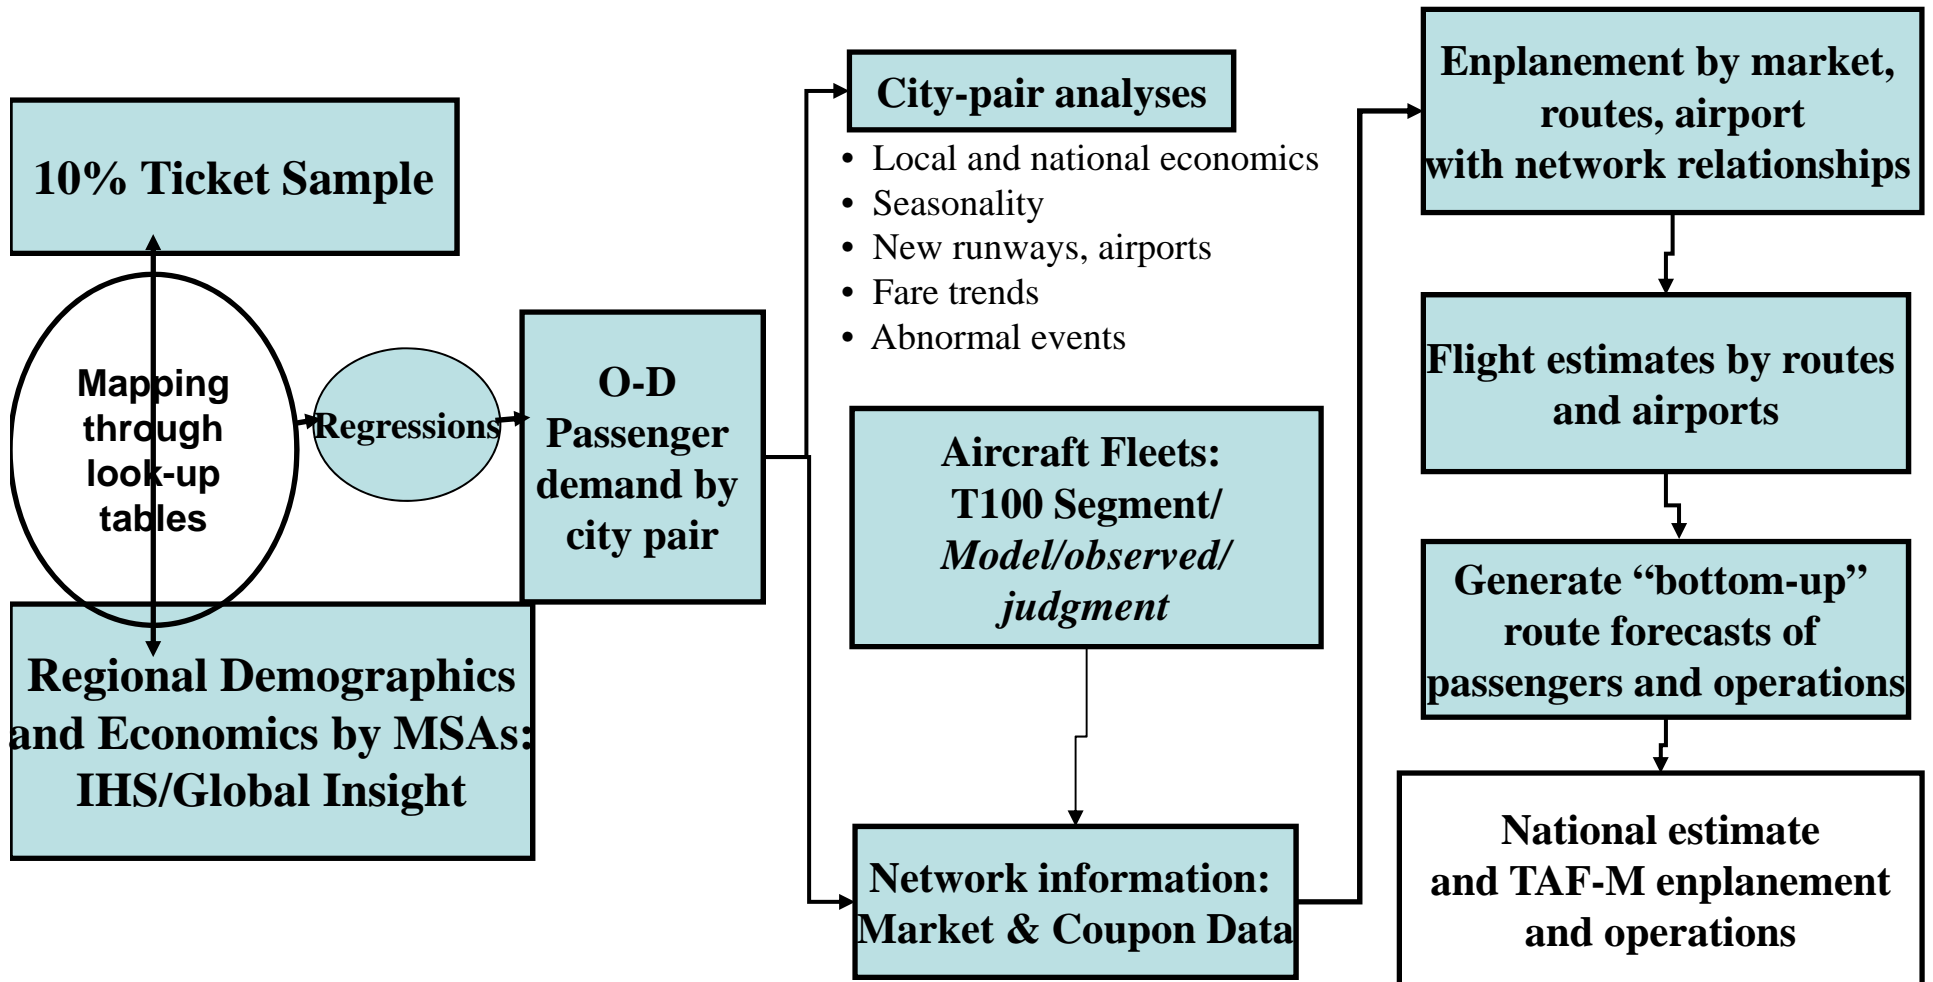 10% Ticket Sample
Mapping
through
look-up
tables
Regional Demographics
and Economics by MSAs:
IHS/Global Insight
Regressions
O-D
Passenger
demand by
city pair
City-pair analyses
• Local and national economics
• Seasonality
• New runways, airports
• Fare trends
• Abnormal events
Aircraft Fleets:
T100 Segment/
Model/observed/
judgment
Network information:
Market & Coupon Data
Enplanement by market,
routes, airport
with network relationships
Flight estimates by routes
and airports
Generate “bottom-up”
route forecasts of
passengers and operations
National estimate
and TAF-M enplanement
and operations